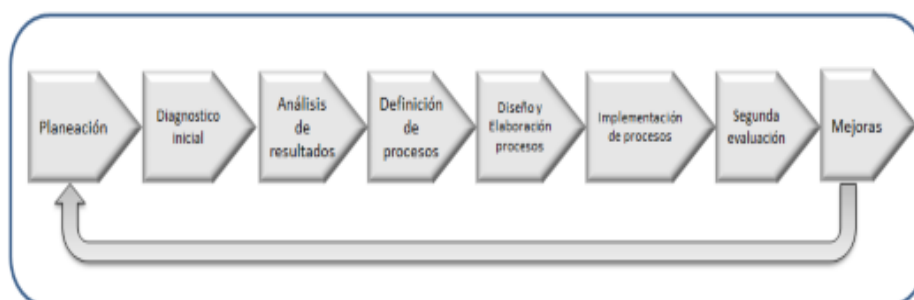 Planeación
Diagnostico
inicial
Análisis
de
resultados
Definición
de
procesos
Diseño y
Elaboración
procesos
Implementación
de procesos
Segunda
evaluación
Mejoras